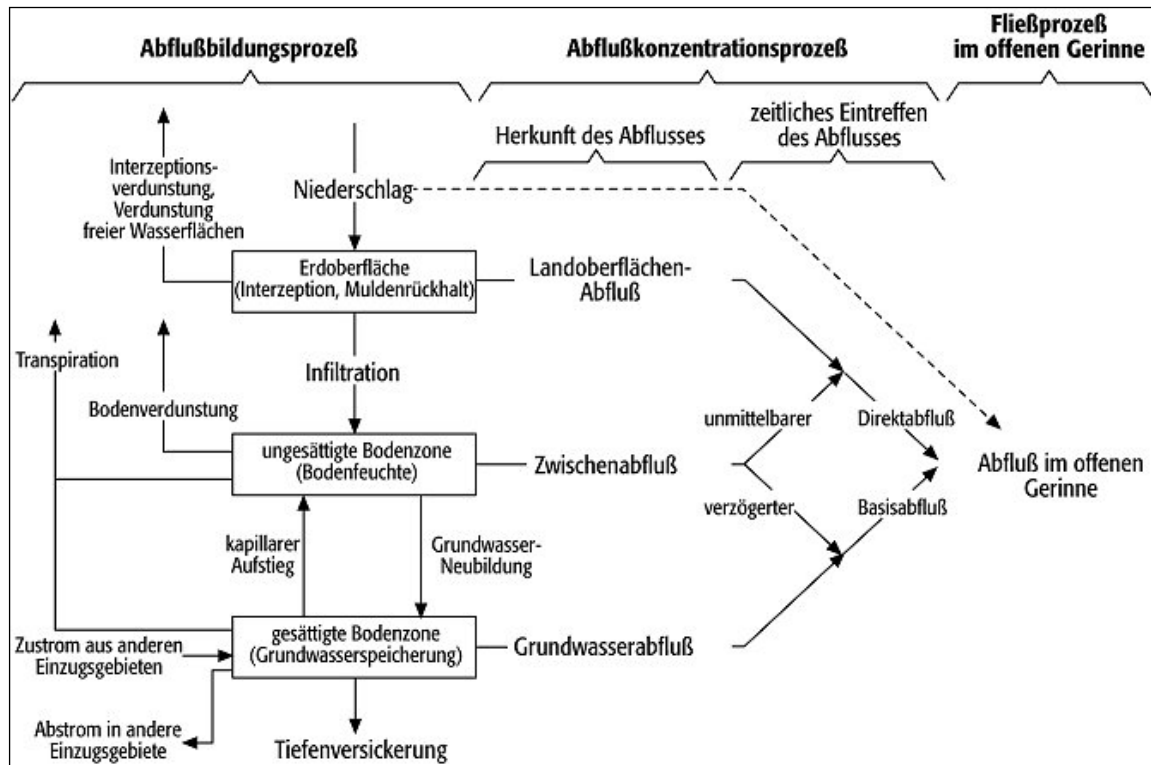 Abflußbildungsprozeß
Abflußkonzentrationsprozeß
Fließprozeß
im offenen Gerinne
Herkunft des Abflusses
zeitliches Eintreffen
des Abflusses
Interzeptions-
verdunstung,
Verdunstung
freier Wasserflächen
Niederschlag
Erdoberfläche
(Interzeption, Muldenrückhalt)
Landoberflächen-
Abfluß
Transpiration
Infiltration
Bodenverdunstung
unmittelbarer
Direktabfluß
ungesättigte Bodenzone
(Bodenfeuchte)
Zwischenabfluß
Abfluß im offenen
Gerinne
verzögerter
Basisabfluß
kapillarer
Aufstieg
Grundwasser-
Neubildung
Zustrom aus anderen
Einzugsgebieten
gesättigte Bodenzone
(Grundwasserspeicherung)
Grundwasserabfluß
Abstrom in andere
Einzugsgebiete
Tiefenversickerung